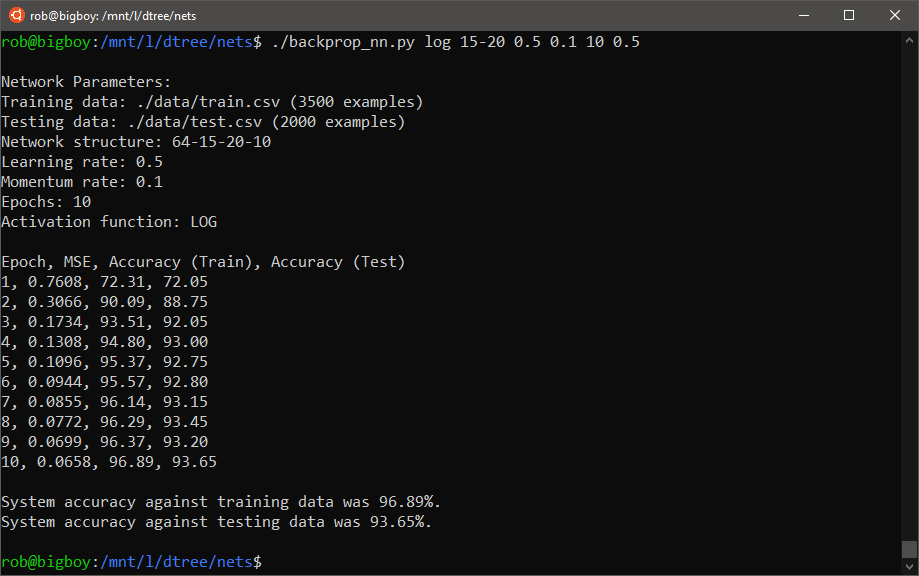 rob@bigboy: /mnt/l/dtree/nets
rob@bigboy:/mnt/l/dtree/nets$ ./backprop_nn.py log 15-20 0.5 0.1 10 0.5
Network Parameters:
Training data: ./data/train.csv (3500 examples)
Testing data: ./data/test.csv (2000 examples)
Network structure: 64-15-20-10
Learning rate: 0.5
Momentum rate: 0.1
Epochs: 10
Activation function: LOG
Epoch, MSE, Accuracy (Train), Accuracy (Test)
1, 0.7608, 72.31, 72.05
2, 0.3066, 90.09, 88.75
3, 0.1734, 93.51, 92.05
4, 0.1308, 94.80, 93.00
5, 0.1096, 95.37, 92.75
6, 0.0944, 95.57, 92.80
7, 0.0855, 96.14, 93.15
8, 0.0772, 96.29, 93.45
9, 0.0699, 96.37, 93.20
10, 0.0658, 96.89, 93.65
System accuracy against training data was 96.89%.
System accuracy against testing data was 93.65%.
rob@bigboy:/mnt/l/dtree/nets$